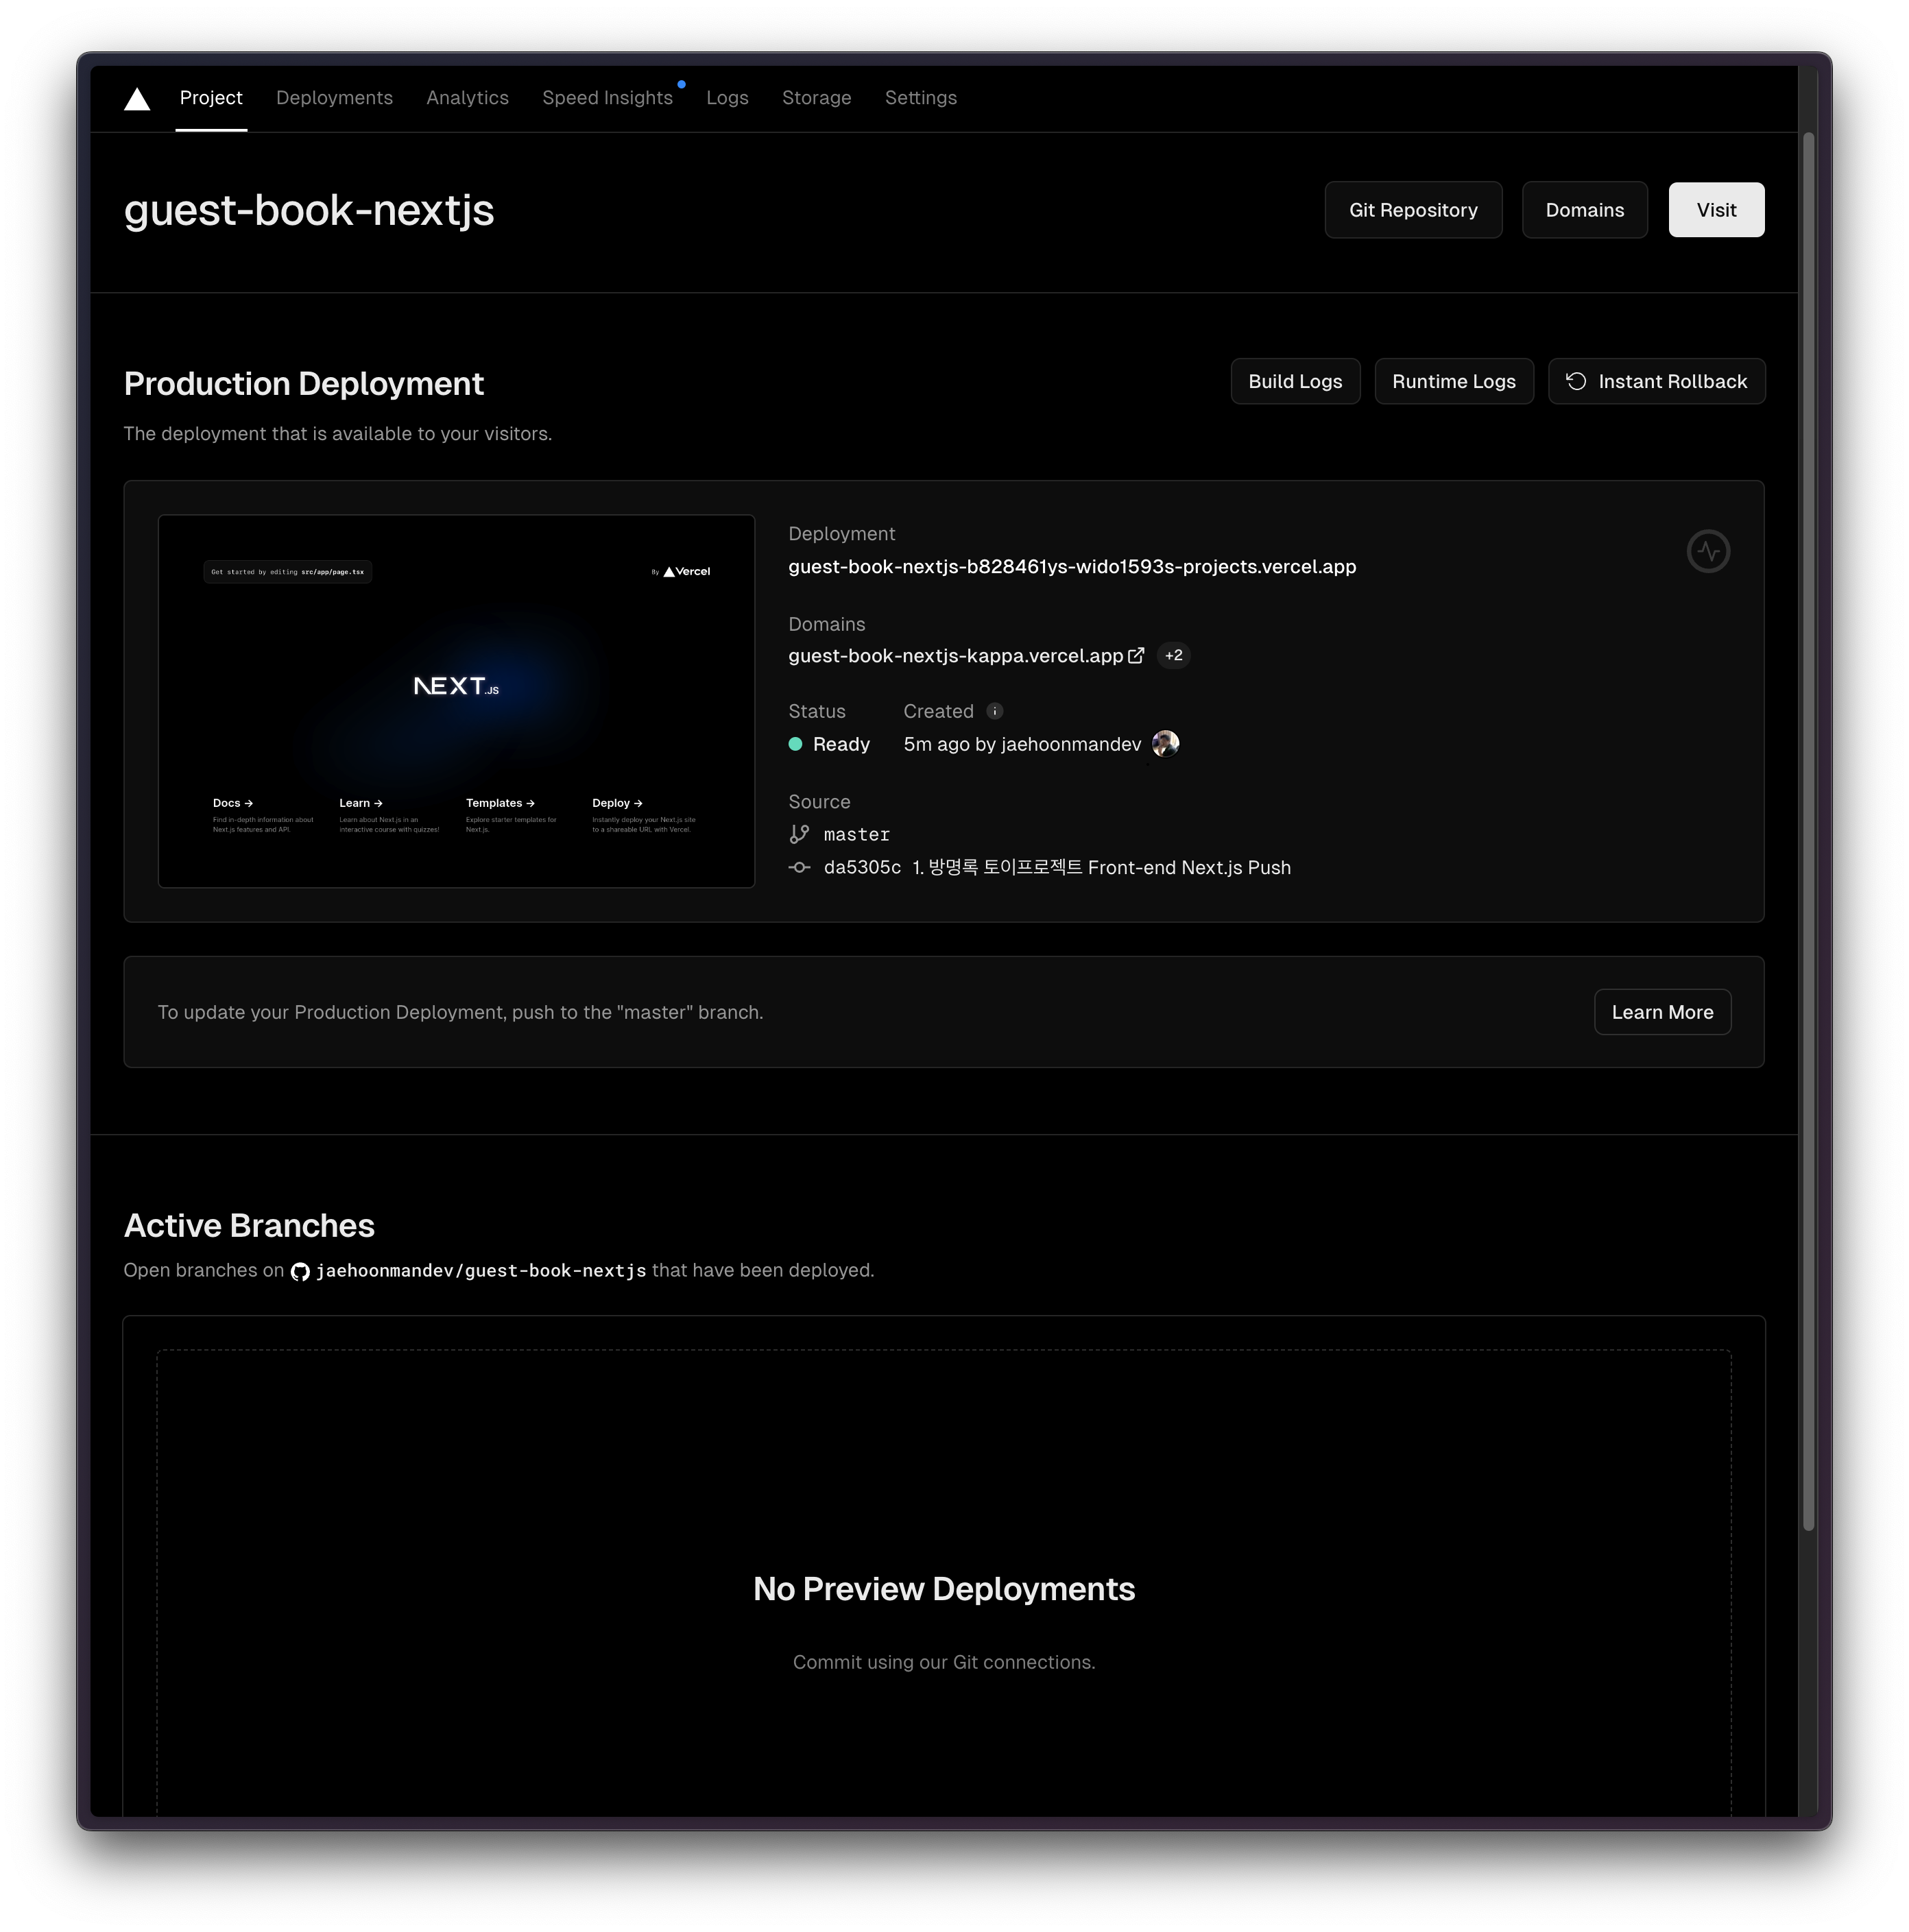 Project Deployments Analytics Speed Insights Logs Storage Settings
guest-book-nextjs
Git Repository Domains Visit
Production Deployment
Build Logs Runtime Logs Instant Rollback
The deployment that is available to your visitors.
Get started by editing src/app/page.tsx
By Vercel
NEXT.JS
Docs ->
Find in-depth information about
Next.js features and API.
Learn ->
Learn about Next.js in an
interactive course with quizzes!
Templates ->
Explore starter templates for
Next.js.
Deploy ->
Instantly deploy your Next.js site
to a shareable URL with Vercel.
Deployment
guest-book-nextjs-b828461ys-wido1593s-projects.vercel.app
Domains
guest-book-nextjs-kappa.vercel.app +2
Status Created
Ready 5m ago by jaehoonmandev
Source
master
da5305c 1. 방명록 토이프로젝트 Front-end Next.js Push
To update your Production Deployment, push to the "master" branch.
Learn More
Active Branches
Open branches on jaehoonmandev/guest-book-nextjs that have been deployed.
No Preview Deployments
Commit using our Git connections.